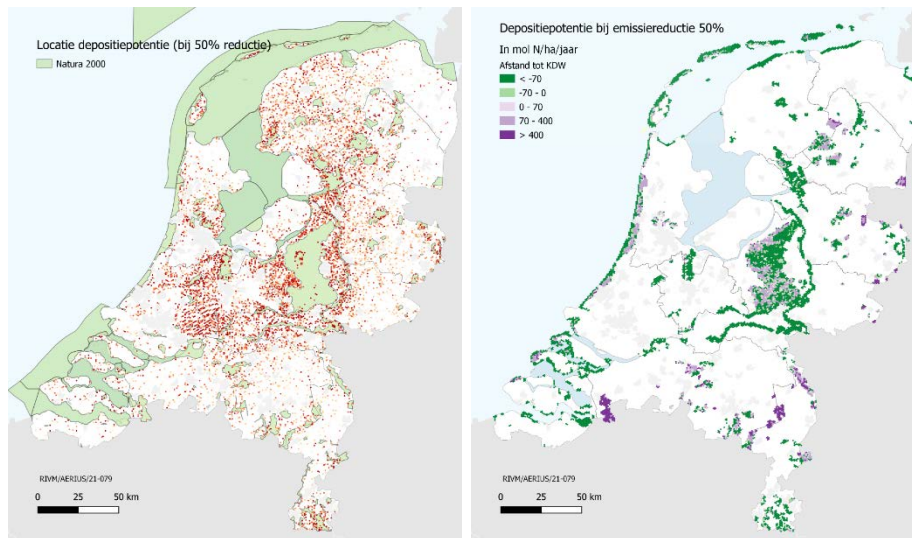 Locatie depositiepotentie (bij 50% reductie)
Natura 2000
RIVM/AERIUS/21-079
0 25 50 km
Depositiepotentie bij emissiereductie 50%
In mol N/ha/jaar
Afstand tot KDW
< -70
-70 - 0
0 - 70
70 - 400
> 400
RIVM/AERIUS/21-079
0 25 50 km